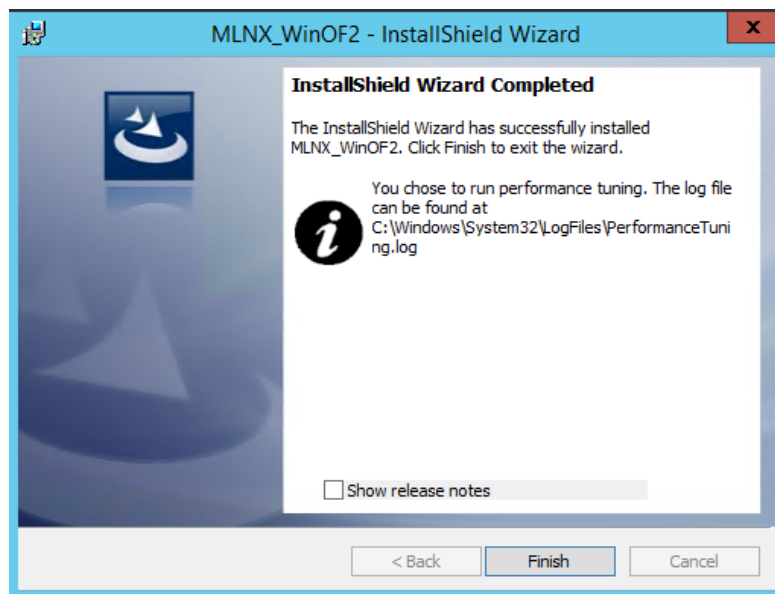 MLNX_WinOF2 - InstallShield Wizard
x
InstallShield Wizard Completed
The InstallShield Wizard has successfully installed
MLNX_WinOF2. Click Finish to exit the wizard.
You chose to run performance tuning. The log file
can be found at
C:\Windows\System32\LogFiles\PerformanceTuni
ng.log
Show release notes
< Back
Finish
Cancel